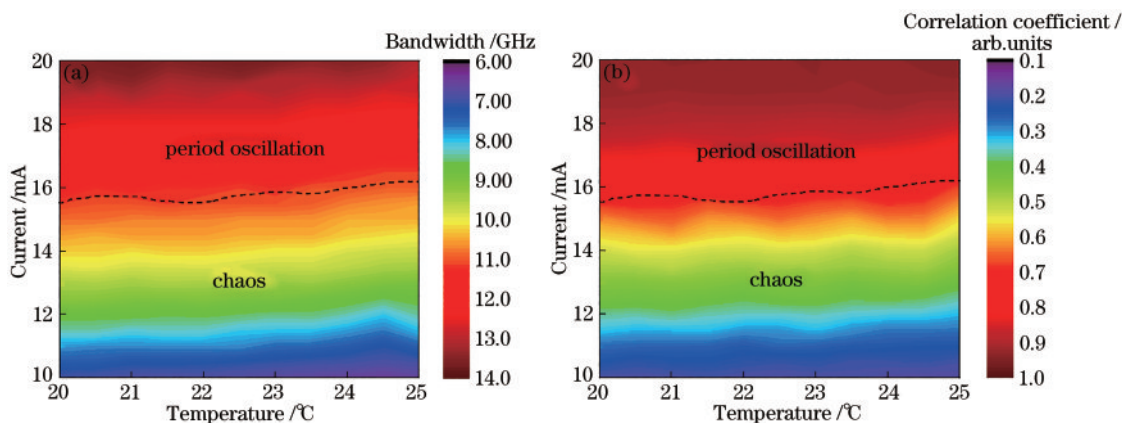 Bandwidth /GHz
(a)
20
18
16
14
12
10
Current /mA
period oscillation
chaos
20 21 22 23 24 25
Temperature /℃
6.00
7.00
8.00
9.00
10.0
11.0
12.0
13.0
14.0
Correlation coefficient /
arb.units
(b)
20
18
16
14
12
10
Current /mA
period oscillation
chaos
20 21 22 23 24 25
Temperature /℃
0.1
0.2
0.3
0.4
0.5
0.6
0.7
0.8
0.9
1.0